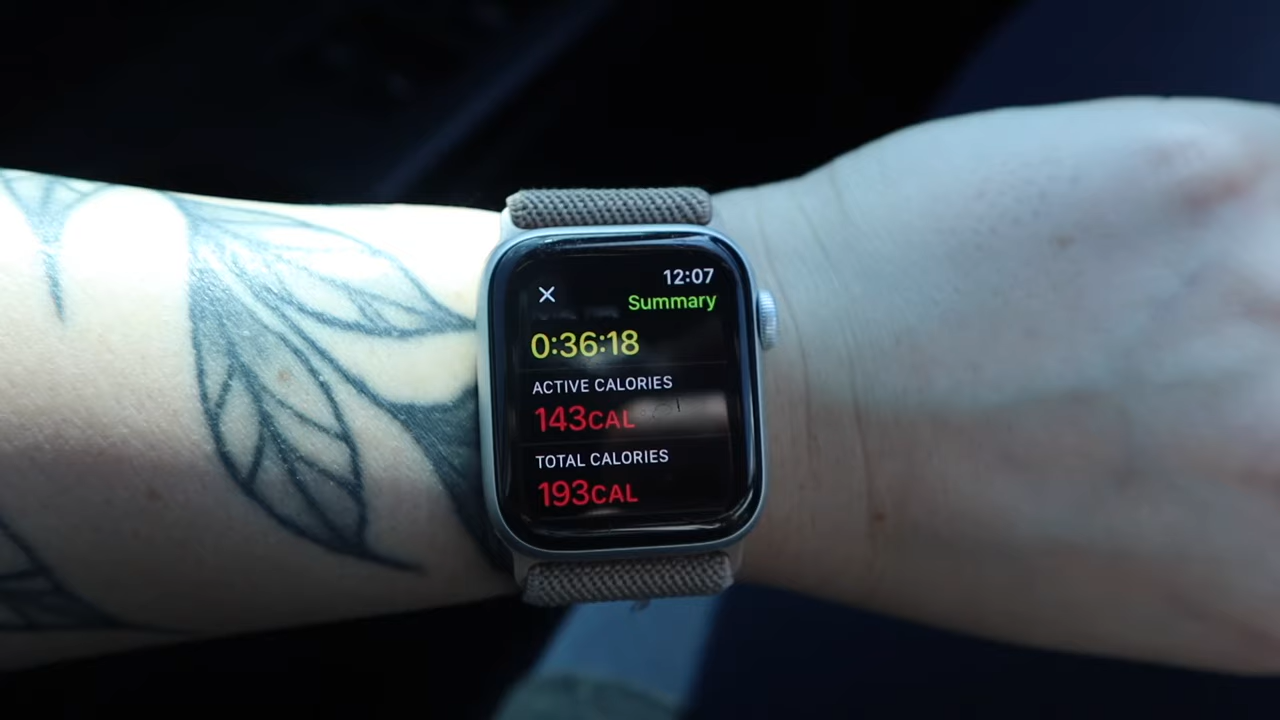 12:07
Summary
0:36:18
ACTIVE CALORIES
143CAL
TOTAL CALORIES
193CAL